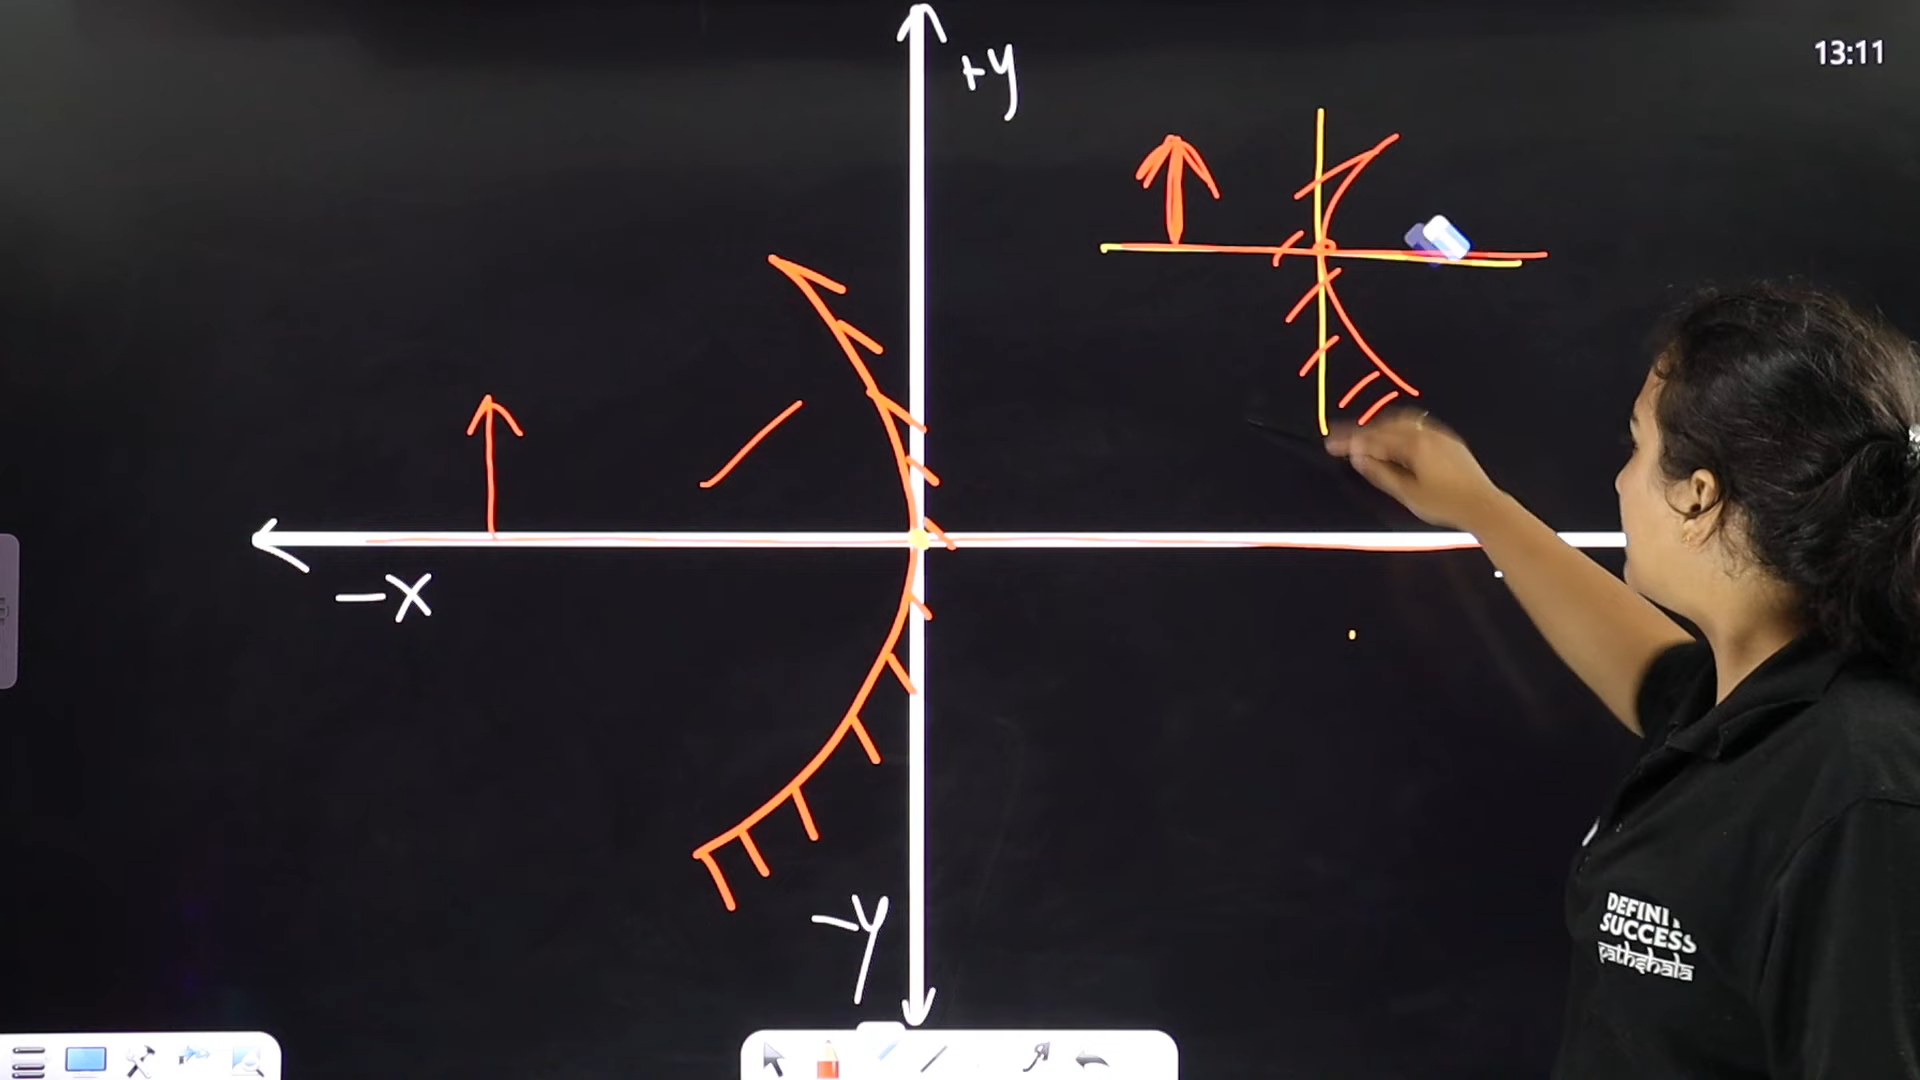 13:11
+y
-x
-y
DEFINI
SUCCESS
pathshala